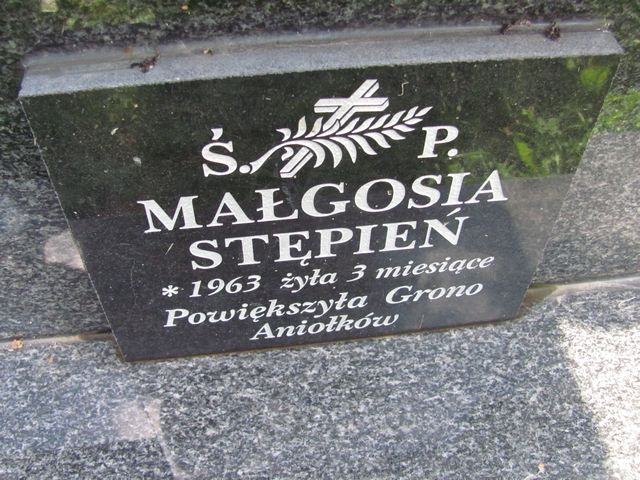 Ś. P.
MAŁGOSIA
STĘPIEŃ
* 1963 żyła 3 miesiące
Powiększyła Grono
Aniołków